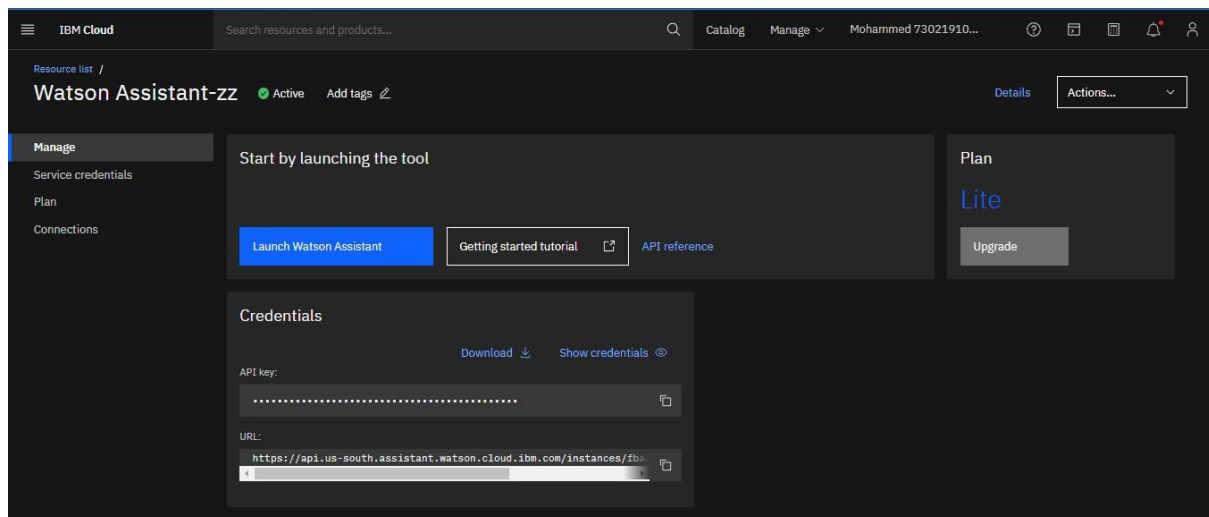 IBM Cloud Search resources and products... Catalog Manage Mohammed 73021910...
Resource list /
Watson Assistant-zz Active Add tags Details Actions...
Manage
Service credentials
Plan
Connections
Start by launching the tool
Launch Watson Assistant Getting started tutorial API reference
Plan
Lite
Upgrade
Credentials
Download Show credentials
API key:
............................................
URL:
https://api.us-south.assistant.watson.cloud.ibm.com/instances/fba